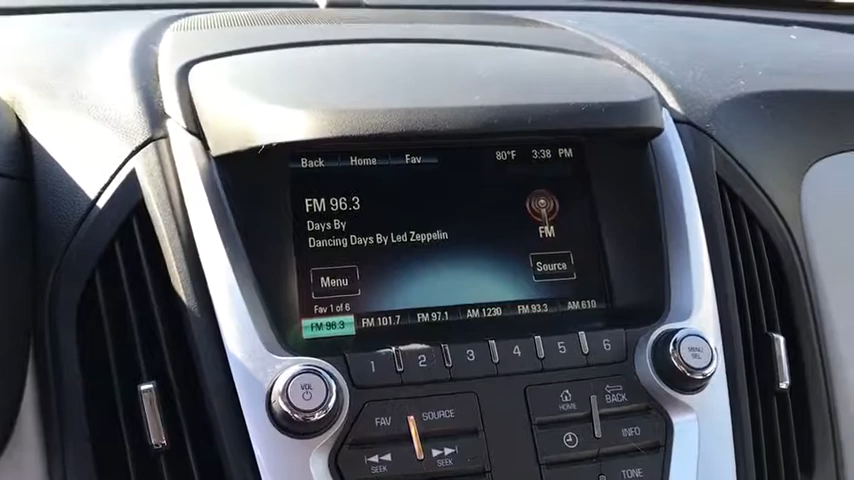 Back Home Fav 80°F 3:38 PM
FM 96.3
Days By
Dancing Days By Led Zeppelin
FM
Menu Source
Fav 1 of 6
FM 96.3 FM 101.7 FM 97.1 AM 1230 FM 93.3 AM 610
1 2 3 4 5 6
VOL
MENU
SEL
FAV SOURCE
HOME BACK
SEEK SEEK
INFO
TONE